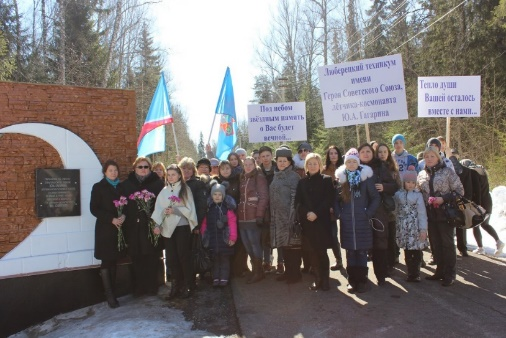 Под небом
звёздным память
о Вас будет
вечной...
Люберецкий техникум
имени
Героя Советского Союза,
лётчика-космонавта
Ю.А. Гагарина
Тепло души
Вашей осталось
вместе с нами...